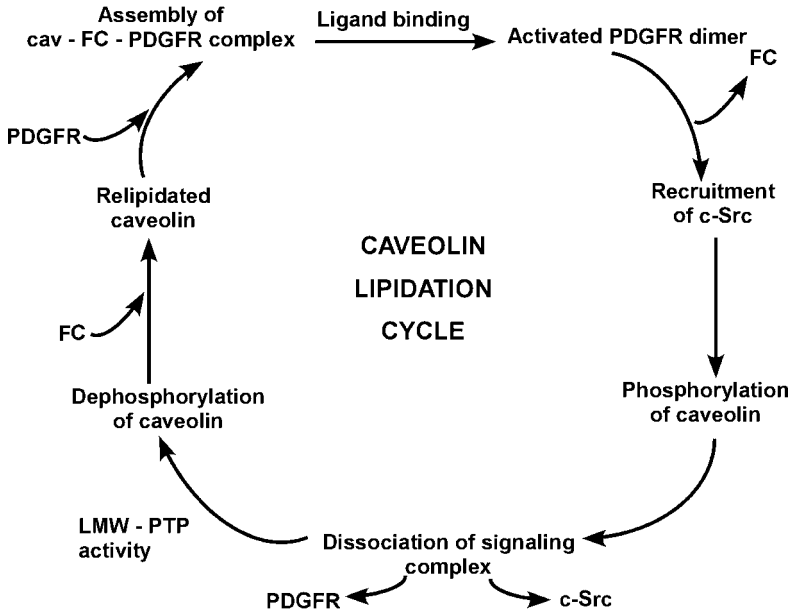 Assembly of
cav - FC - PDGFR complex
Ligand binding
Activated PDGFR dimer
FC
PDGFR
Relipidated
caveolin
Recruitment
of c-Src
CAVEOLIN
LIPIDATION
CYCLE
FC
Dephosphorylation
of caveolin
Phosphorylation
of caveolin
LMW - PTP
activity
Dissociation of signaling
complex
PDGFR
c-Src